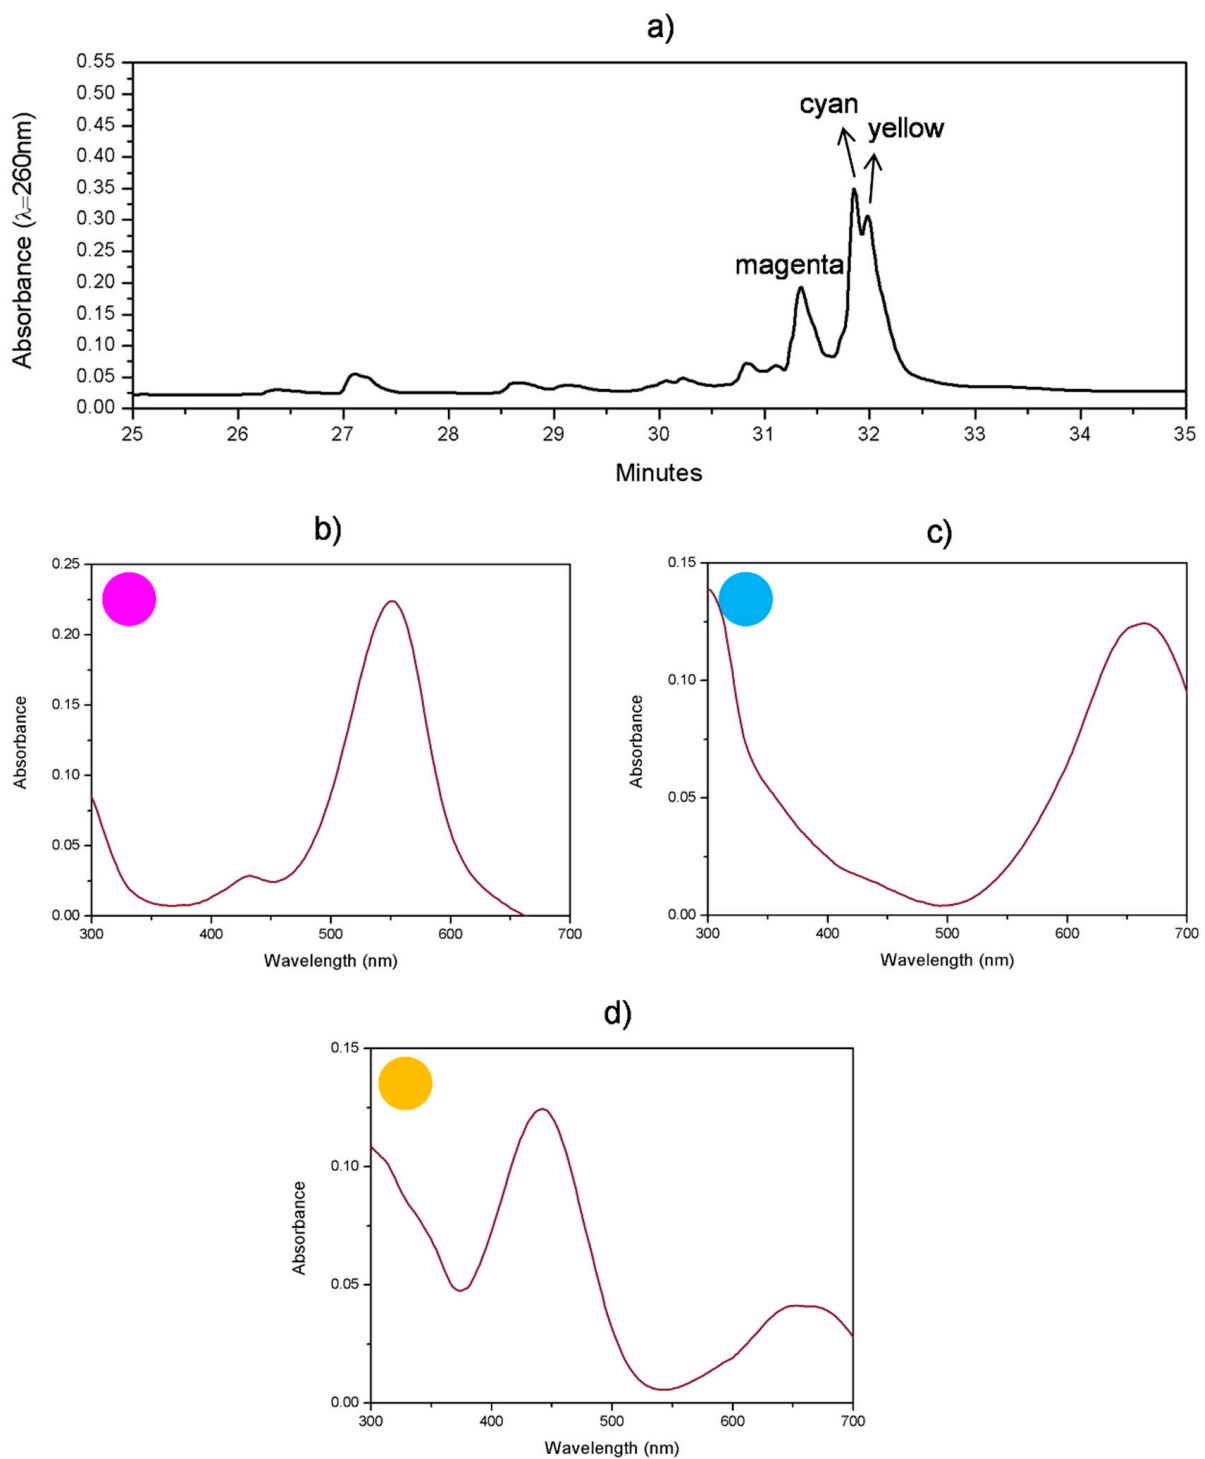 a)
Absorbance (λ=260nm)
0.55
0.50
0.45
0.40
0.35
0.30
0.25
0.20
0.15
0.10
0.05
0.00
cyan
yellow
magenta
25 26 27 28 29 30 31 32 33 34 35
Minutes
b)
Absorbance
0.25
0.20
0.15
0.10
0.05
0.00
300 400 500 600 700
Wavelength (nm)
c)
Absorbance
0.15
0.10
0.05
0.00
300 400 500 600 700
Wavelength (nm)
d)
Absorbance
0.15
0.10
0.05
0.00
300 400 500 600 700
Wavelength (nm)